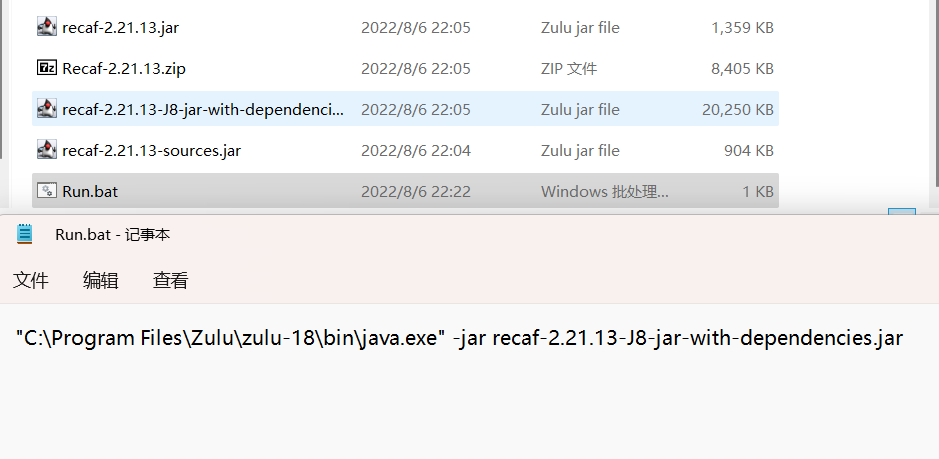 recaf-2.21.13.jar 2022/8/6 22:05 Zulu jar file 1,359 KB
Recaf-2.21.13.zip 2022/8/6 22:05 ZIP 文件 8,405 KB
recaf-2.21.13-J8-jar-with-dependenci... 2022/8/6 22:05 Zulu jar file 20,250 KB
recaf-2.21.13-sources.jar 2022/8/6 22:04 Zulu jar file 904 KB
Run.bat 2022/8/6 22:22 Windows 批处理... 1 KB
Run.bat - 记事本
文件 编辑 查看
"C:\Program Files\Zulu\zulu-18\bin\java.exe" -jar recaf-2.21.13-J8-jar-with-dependencies.jar